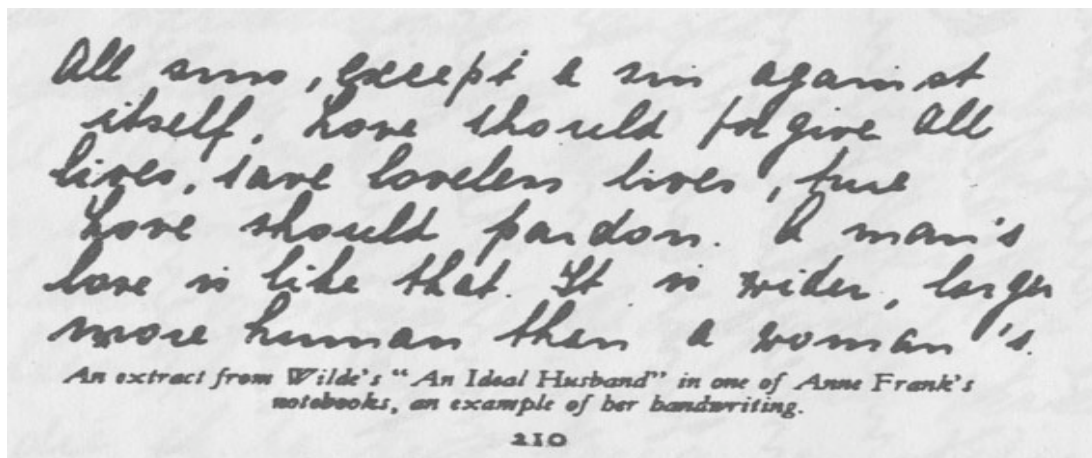 All sins, except a sin against
itself, Love should forgive All
lives, save loveless lives, true
Love should pardon. A man's
love is like that. It is wider, larger
more human than a woman's.
An extract from Wilde's "An Ideal Husband" in one of Anne Frank's
notebooks, an example of her handwriting.
210